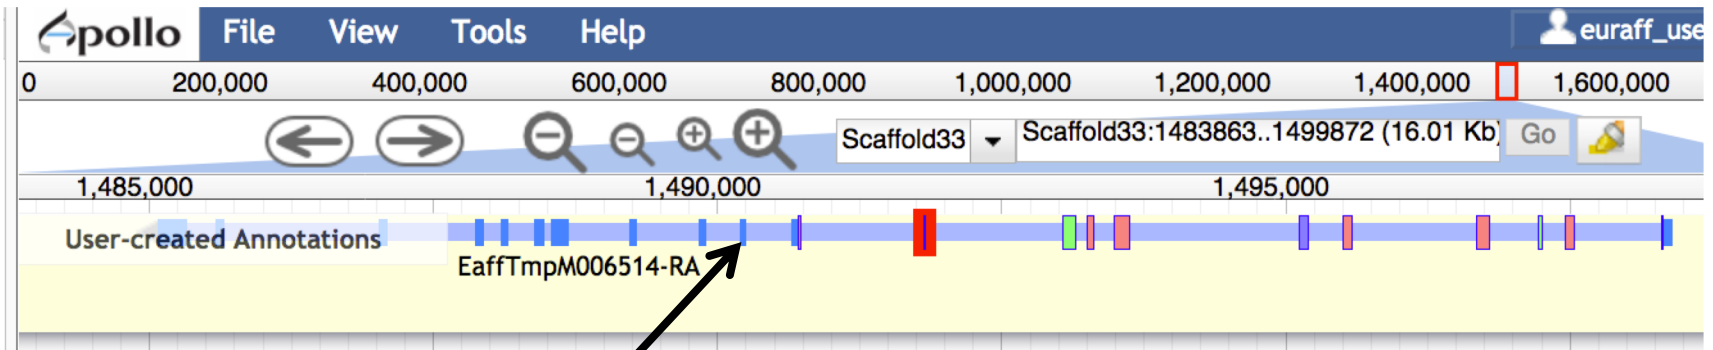 Apollo File View Tools Help euraff_use
0 200,000 400,000 600,000 800,000 1,000,000 1,200,000 1,400,000 1,600,000
Scaffold33 Scaffold33:1483863..1499872 (16.01 Kb) Go
1,485,000 1,490,000 1,495,000
User-created Annotations
EaffTmpM006514-RA